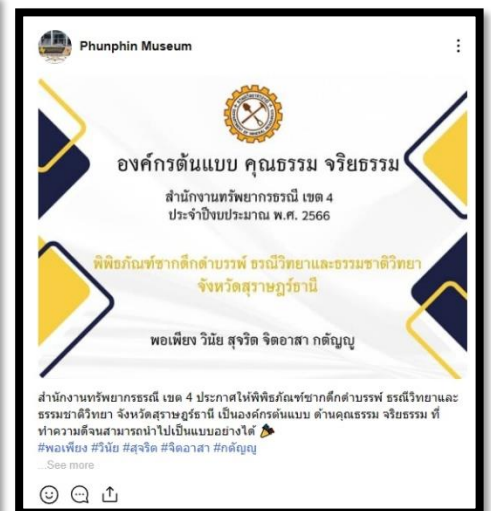 Phunphin Museum
องค์กรต้นแบบ คุณธรรม จริยธรรม
สำนักงานทรัพยากรธรณี เขต 4
ประจำปีงบประมาณ พ.ศ. 2566
พิพิธภัณฑ์ซากดึกดำบรรพ์ ธรณีวิทยาและธรรมชาติวิทยา
จังหวัดสุราษฎร์ธานี
พอเพียง วินัย สุจริต จิตอาสา กตัญญู
สำนักงานทรัพยากรธรณี เขต 4 ประกาศให้พิพิธภัณฑ์ซากดึกดำบรรพ์ ธรณีวิทยาและ
ธรรมชาติวิทยา จังหวัดสุราษฎร์ธานี เป็นองค์กรต้นแบบ ด้านคุณธรรม จริยธรรม ที่
ทำความดีจนสามารถนำไปเป็นแบบอย่างได้
#พอเพียง #วินัย #สุจริต #จิตอาสา #กตัญญู
...See more